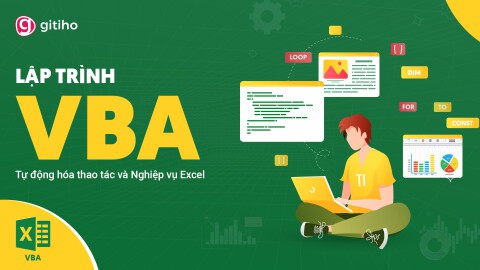 gitiho
LẬP TRÌNH
VBA
Tự động hóa thao tác và Nghiệp vụ Excel
LOOP
{ }
DIM
FOR
TO
CONST
[ ]
X
VBA